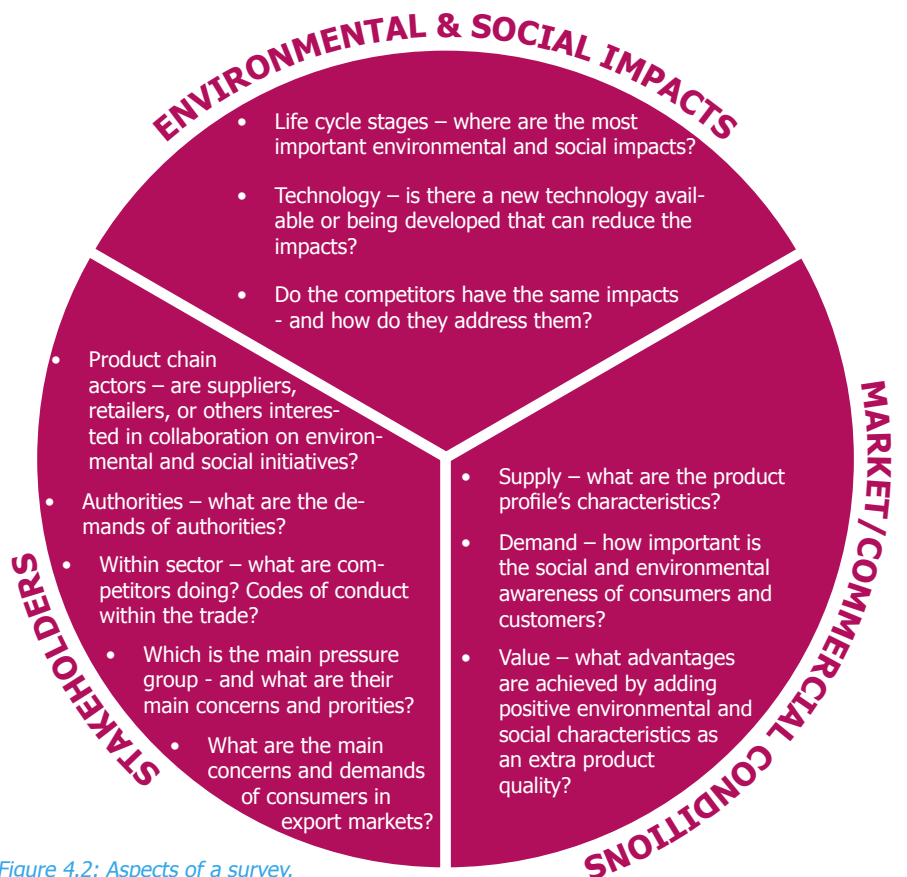 ENVIRONMENTAL & SOCIAL IMPACTS
• Life cycle stages – where are the most
important environmental and social impacts?
• Technology – is there a new technology avail-
able or being developed that can reduce the
impacts?
• Do the competitors have the same impacts
- and how do they address them?
STAKEHOLDERS
• Product chain
actors – are suppliers,
retailers, or others interes-
ted in collaboration on environ-
mental and social initiatives?
• Authorities – what are the de-
mands of authorities?
• Within sector – what are com-
petitors doing? Codes of conduct
within the trade?
• Which is the main pressure
group - and what are their
main concerns and prorities?
• What are the main
concerns and demands
of consumers in
export markets?
MARKET/COMMERCIAL CONDITIONS
• Supply – what are the product
profile's characteristics?
• Demand – how important is
the social and environmental
awareness of consumers and
customers?
• Value – what advantages
are achieved by adding
positive environmental and
social characteristics as
an extra product
quality?
Figure 4.2: Aspects of a survey.